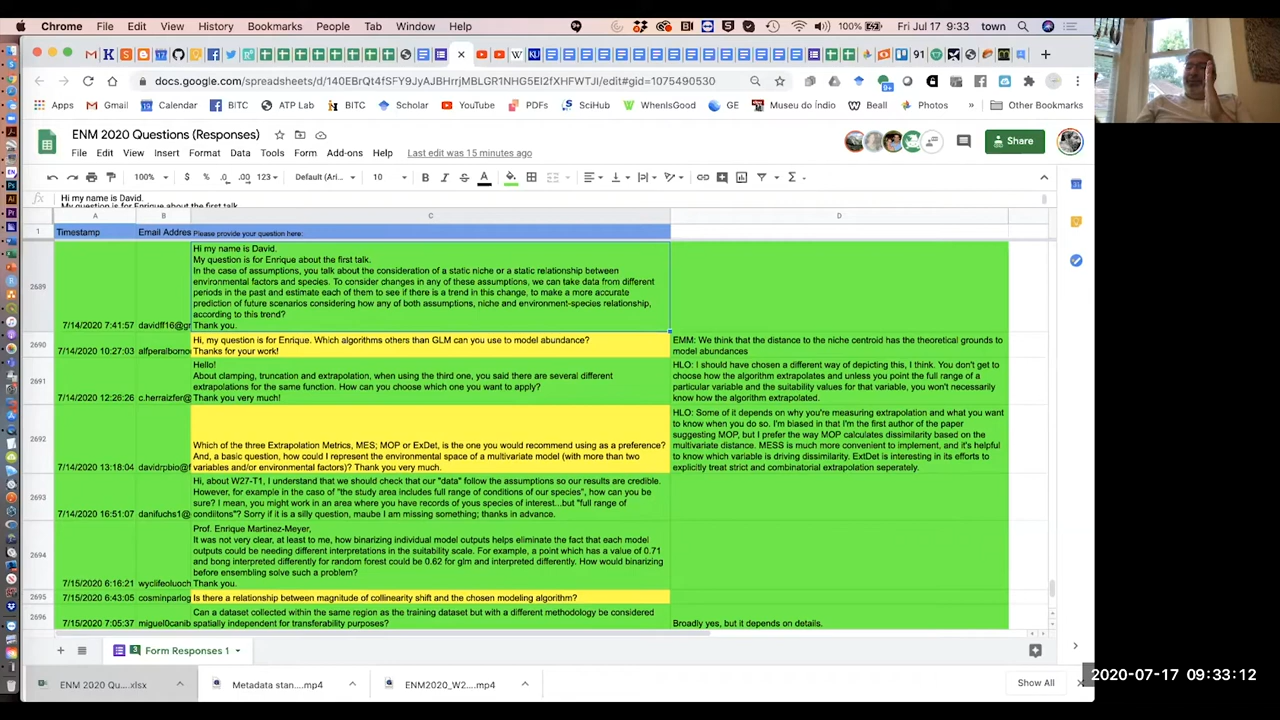 Chrome File Edit View History Bookmarks People Tab Window Help 100% Fri Jul 17 9:33 town
docs.google.com/spreadsheets/d/140EBrQt4fSFY9JyAJBHrrjMBLGR1NHG5EI2fXHFWTJI/edit#gid=1075490530
Apps Gmail Calendar BITC ATP Lab BITC Scholar YouTube PDFs SciHub WhenIsGood GE Museu do Índio Beall Photos » Other Bookmarks
ENM 2020 Questions (Responses)
File Edit View Insert Format Data Tools Form Add-ons Help Last edit was 15 minutes ago
Share
100% $ % .0 .00 123 Default (Ari... 10 B I S A
fx Hi my name is David.
My question is for Enrique about the first talk.
A B C D
1 Timestamp Email Addres Please provide your question here:
Hi my name is David.
My question is for Enrique about the first talk.
In the case of assumptions, you talk about the consideration of a static niche or a static relationship between
environmental factors and species. To consider changes in any of these assumptions, we can take data from different
periods in the past and estimate each of them to see if there is a trend in this change, to make a more accurate
prediction of future scenarios considering how any of both assumptions, niche and environment-species relationship,
according to this trend?
Thank you.
2689 7/14/2020 7:41:57 davidff16@gr
Hi, my question is for Enrique. Which algorithms others than GLM can you use to model abundance?
Thanks for your work!
2690 7/14/2020 10:27:03 alfperalborno
EMM: We think that the distance to the niche centroid has the theoretical grounds to
model abundances
Hello!
About clamping, truncation and extrapolation, when using the third one, you said there are several different
extrapolations for the same function. How can you choose which one you want to apply?
Thank you very much!
2691 7/14/2020 12:26:26 c.herraizfer@
HLO: I should have chosen a different way of depicting this, I think. You don't get to
choose how the algorithm extrapolates and unless you point the full range of a
particular variable and the suitability values for that variable, you won't necessarily
know how the algorithm extrapolated.
Which of the three Extrapolation Metrics, MES; MOP or ExDet, is the one you would recommend using as a preference?
And, a basic question, how could I represent the environmental space of a multivariate model (with more than two
variables and/or environmental factors)? Thank you very much.
2692 7/14/2020 13:18:04 davidrpbio@f
HLO: Some of it depends on why you're measuring extrapolation and what you want
to know when you do so. I'm biased in that I'm the first author of the paper
suggesting MOP, but I prefer the way MOP calculates dissimilarity based on the
multivariate distance. MESS is much more convenient to implement, and it's helpful
to know which variable is driving dissimilarity. ExtDet is interesting in its efforts to
explicitly treat strict and combinatorial extrapolation seperately.
Hi, about W27-T1, I understand that we should check that our "data" follow the assumptions so our results are credible.
However, for example in the case of "the study area includes full range of conditions of our species", how can you be
sure? I mean, you might work in an area where you have records of yous species of interest...but "full range of
condiitons"? Sorry if it is a silly question, maube I am missing something; thanks in advance.
2693 7/14/2020 16:51:07 danifuchs1@
Prof. Enrique Martinez-Meyer,
It was not very clear, at least to me, how binarizing individual model outputs helps eliminate the fact that each model
outputs could be needing different interpretations in the suitability scale. For example, a point which has a value of 0.71
and bong interpreted differently for random forest could be 0.62 for glm and interpreted differently. How would binarizing
before ensembling solve such a problem?
Thank you.
2694 7/15/2020 6:16:21 wyclifeoluoch
2695 7/15/2020 6:43:05 cosminparlog Is there a relationship between magnitude of collinearity shift and the chosen modeling algorithm?
Can a dataset collected within the same region as the training dataset but with a different methodology be considered
spatially independent for transferability purposes?
2696 7/15/2020 7:05:37 miguel0canib
Broadly yes, but it depends on details.
Form Responses 1
ENM 2020 Qu....xlsx Metadata stan....mp4 ENM2020_W2....mp4 Show All
2020-07-17 09:33:12